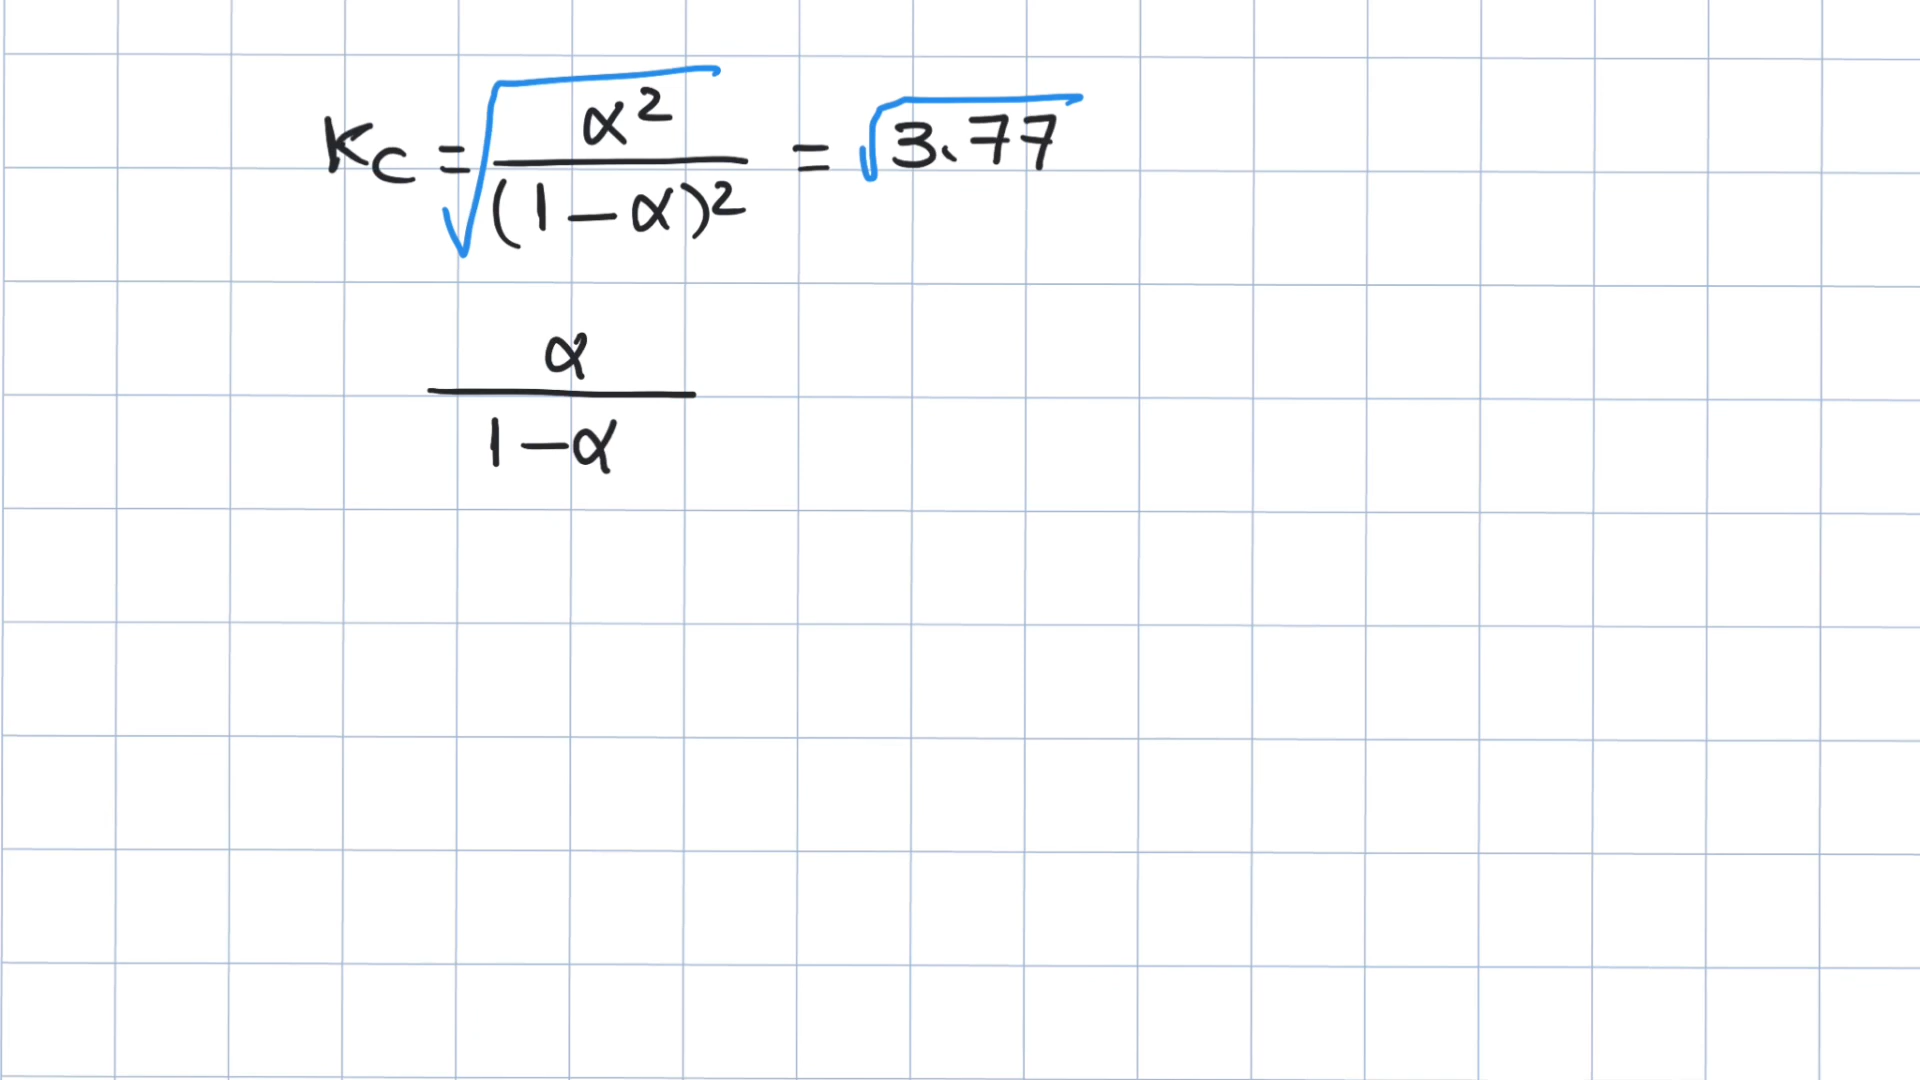 Kc = √(α²/(1-α)²) = √3.77
α
1-α